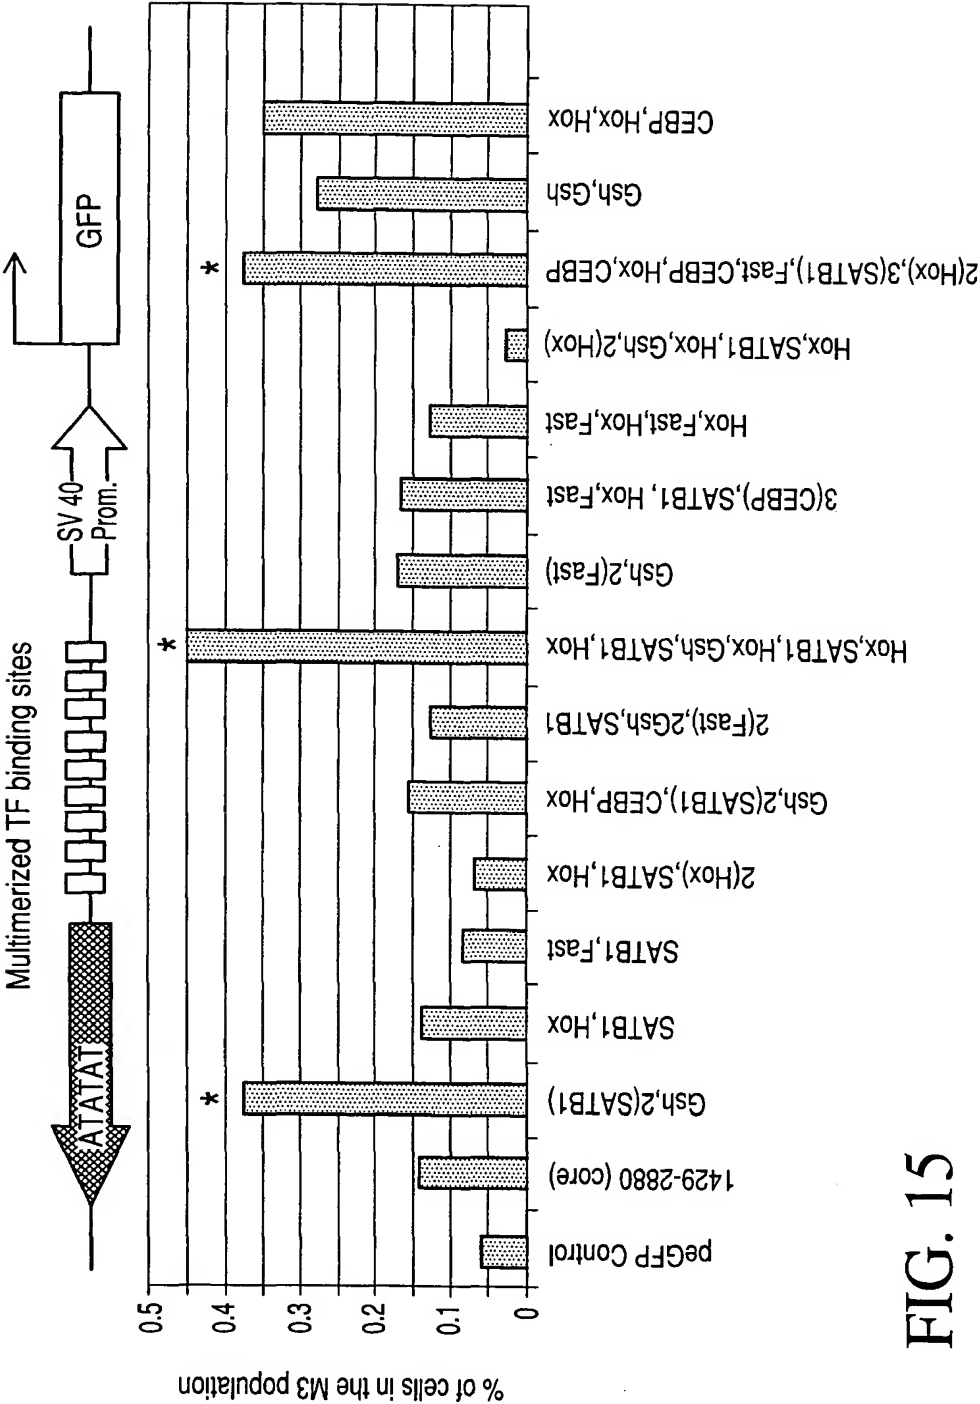 Multimerized TF binding sites
ATATAT
SV 40
Prom.
GFP
% of cells in the M3 population
0.5
0.4
0.3
0.2
0.1
0
*
*
*
peGFP Control
1429-2880 (core)
Gsh,2(SATB1)
SATB1,Hox
SATB1,Fast
2(Hox),SATB1,Hox
Gsh,2(SATB1),CEBP,Hox
2(Fast),2Gsh,SATB1
Hox,SATB1,Hox,Gsh,SATB1,Hox
Gsh,2(Fast)
3(CEBP),SATB1, Hox,Fast
Hox,Fast,Hox,Fast
Hox,SATB1,Hox,Gsh,2(Hox)
2(Hox),3(SATB1),Fast,CEBP,Hox,CEBP
Gsh,Gsh
CEBP,Hox,Hox
FIG. 15